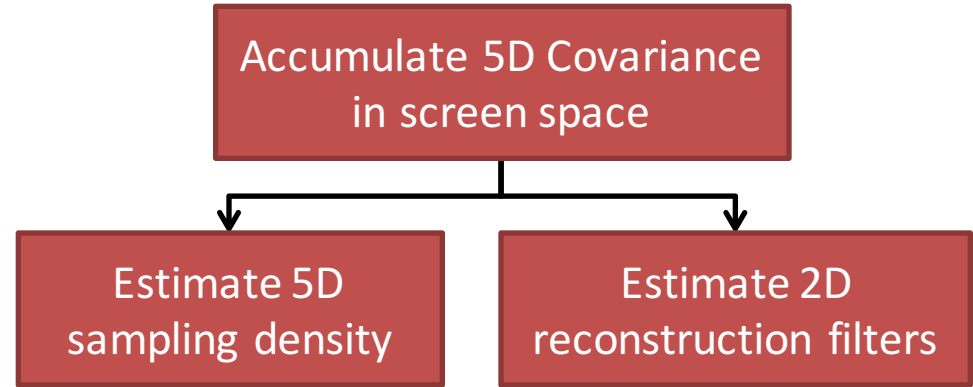 Accumulate 5D Covariance
in screen space
Estimate 5D
sampling density
Estimate 2D
reconstruction filters